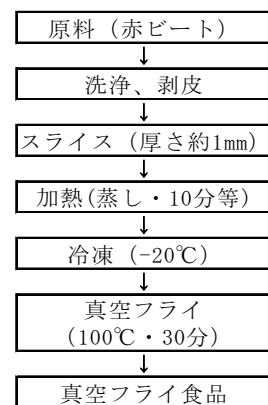 原料 (赤ビート)
洗浄、剥皮
スライス (厚さ約1mm)
加熱(蒸し・10分等)
冷凍 (-20℃)
真空フライ
(100℃・30分)
真空フライ食品